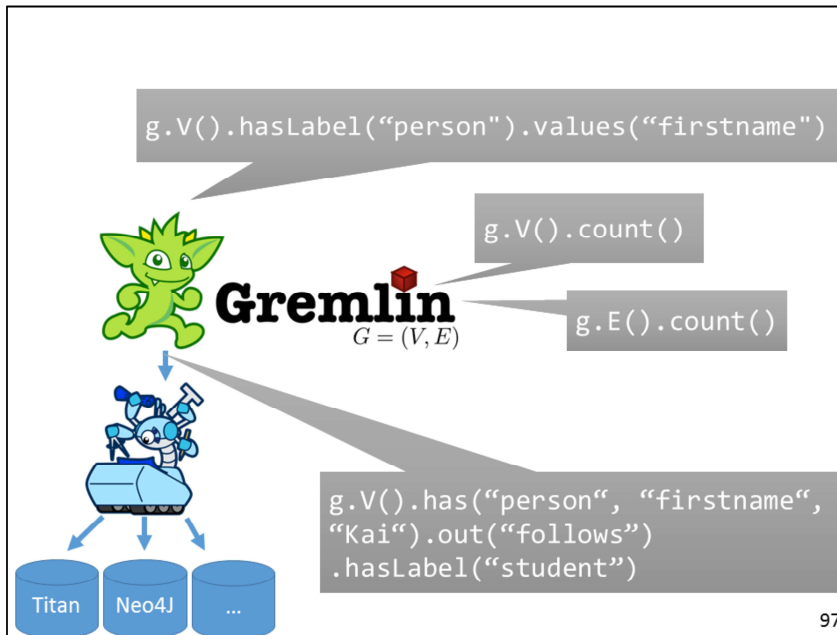 g.V().hasLabel(“person").values(“firstname")
g.V().count()
Gremlin
G = (V, E)
g.E().count()
g.V().has(“person“, “firstname“,
“Kai“).out(“follows”)
.hasLabel(“student”)
Titan
Neo4J
...
97